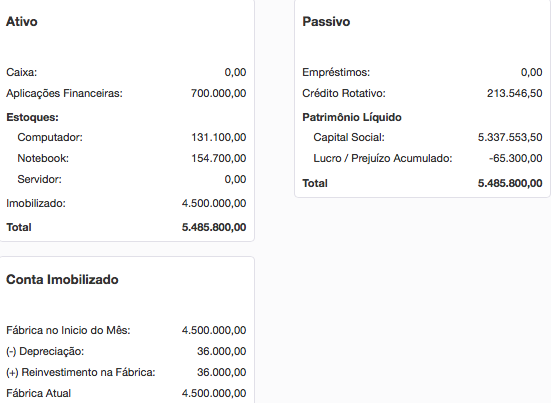 Ativo
Caixa: 0,00
Aplicações Financeiras: 700.000,00
Estoques:
Computador: 131.100,00
Notebook: 154.700,00
Servidor: 0,00
Imobilizado: 4.500.000,00
Total 5.485.800,00
Passivo
Empréstimos: 0,00
Crédito Rotativo: 213.546,50
Patrimônio Líquido
Capital Social: 5.337.553,50
Lucro / Prejuízo Acumulado: -65.300,00
Total 5.485.800,00
Conta Imobilizado
Fábrica no Inicio do Mês: 4.500.000,00
(-) Depreciação: 36.000,00
(+) Reinvestimento na Fábrica: 36.000,00
Fábrica Atual 4.500.000,00